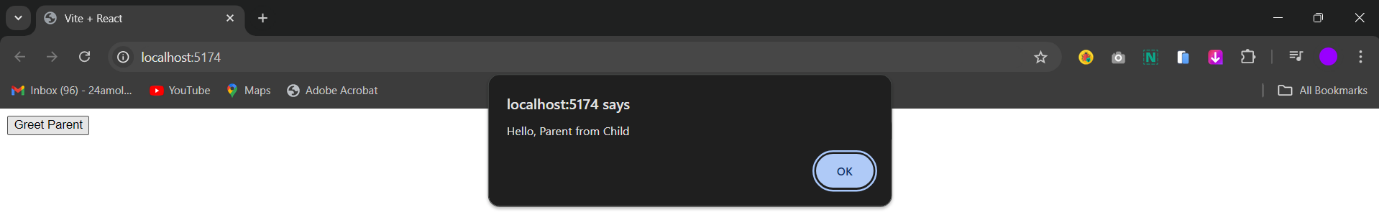 Vite + React
localhost:5174
N
Inbox (96) - 24amol... YouTube Maps Adobe Acrobat All Bookmarks
Greet Parent
localhost:5174 says
Hello, Parent from Child
OK